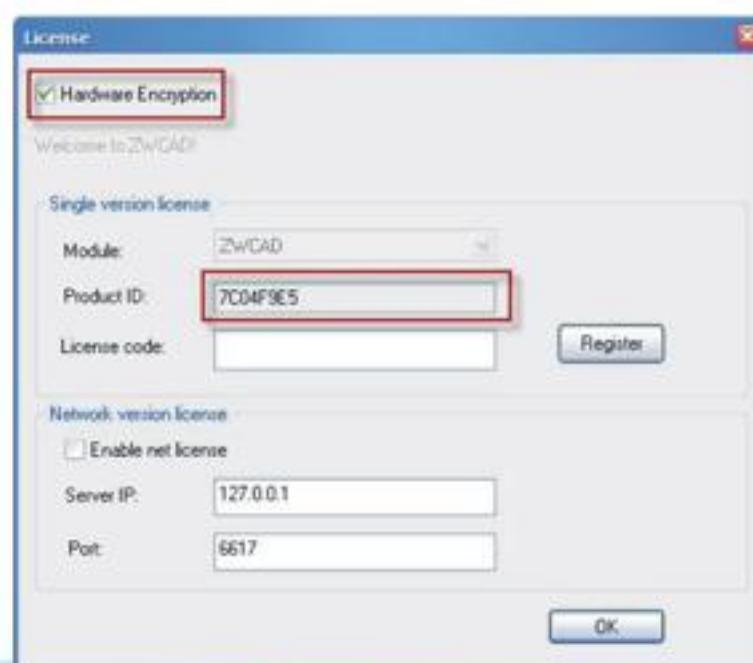 License
Hardware Encryption
Welcome to ZWCAD!
Single version license
Module: ZWCAD
Product ID: 7C04F9E5
License code:
Register
Network version license
Enable net license
Server IP: 127.0.0.1
Port: 6617
OK